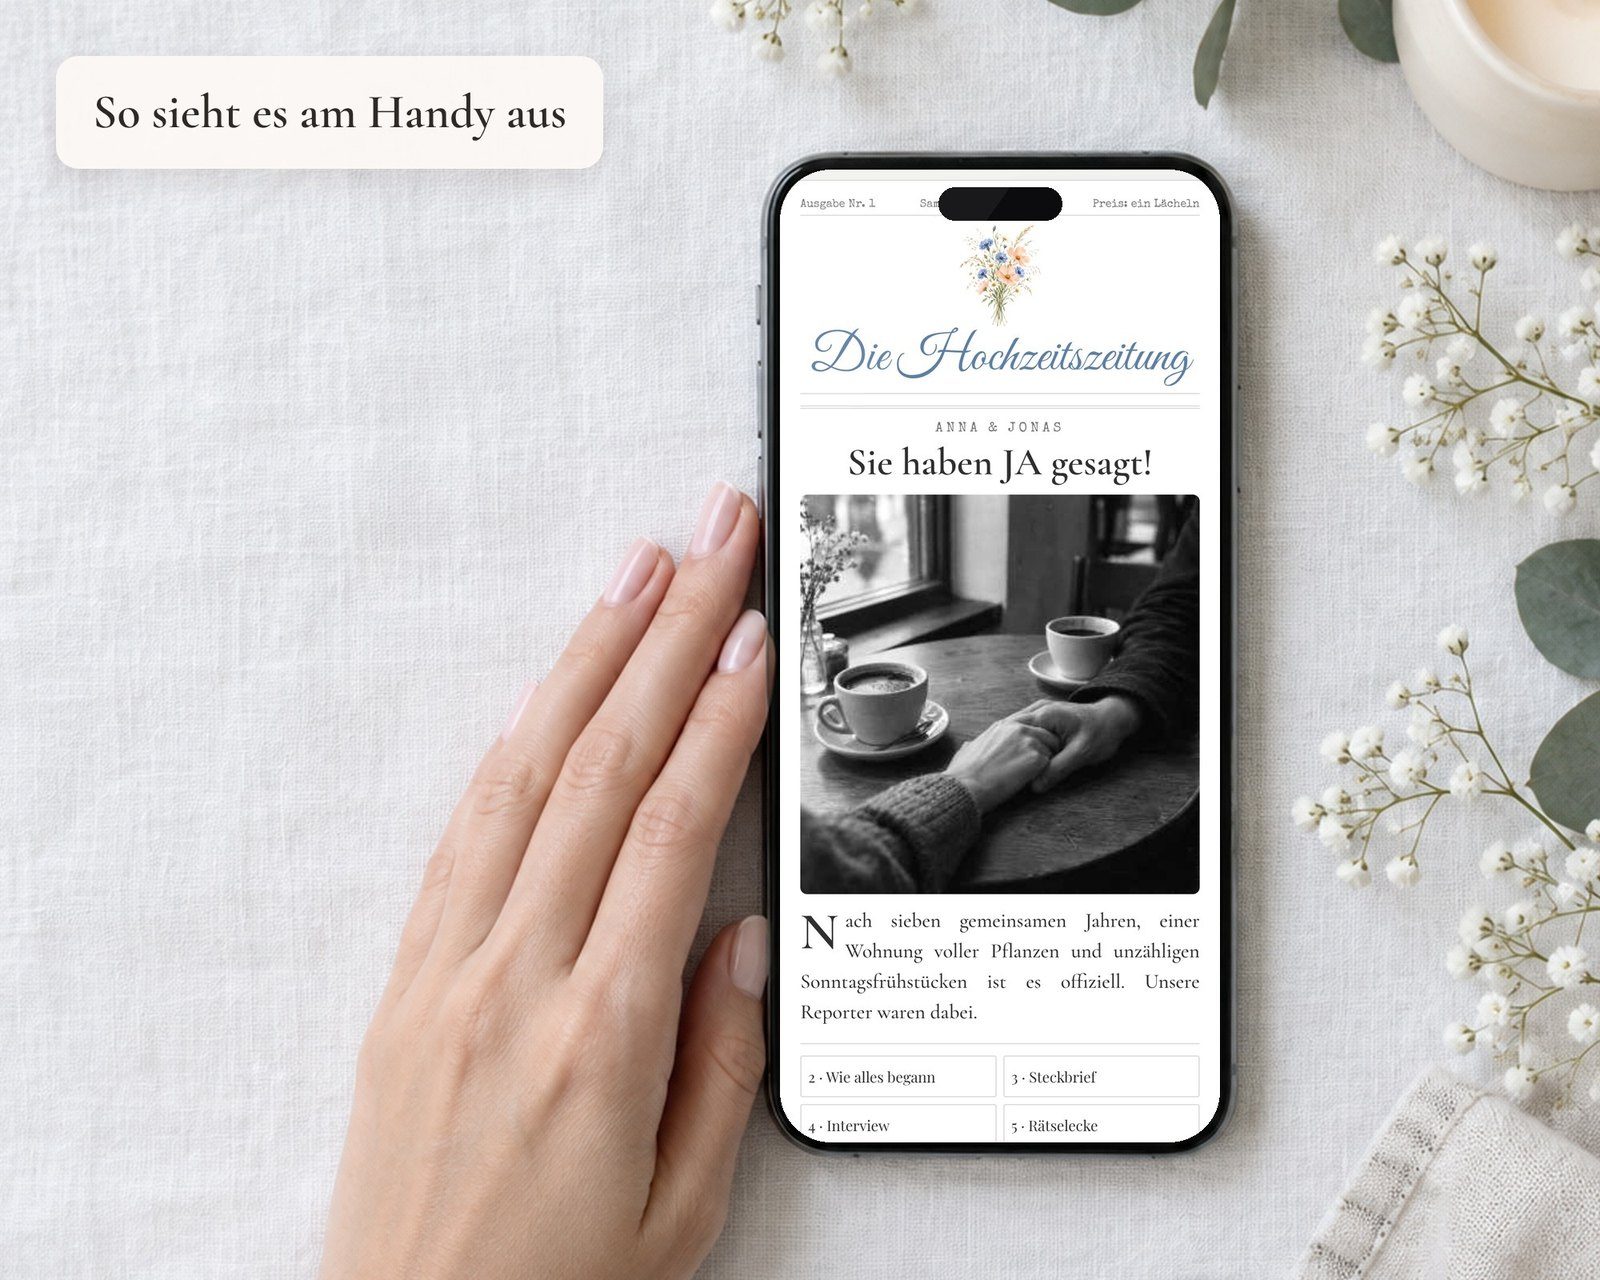 So sieht es am Handy aus
Ausgabe Nr. 1 Preis: ein Lächeln
Die Hochzeitszeitung
ANNA & JONAS
Sie haben JA gesagt!
Nach sieben gemeinsamen Jahren, einer
Wohnung voller Pflanzen und unzähligen
Sonntagsfrühstücken ist es offiziell. Unsere
Reporter waren dabei.
2 · Wie alles begann
3 · Steckbrief
4 · Interview
5 · Rätselecke